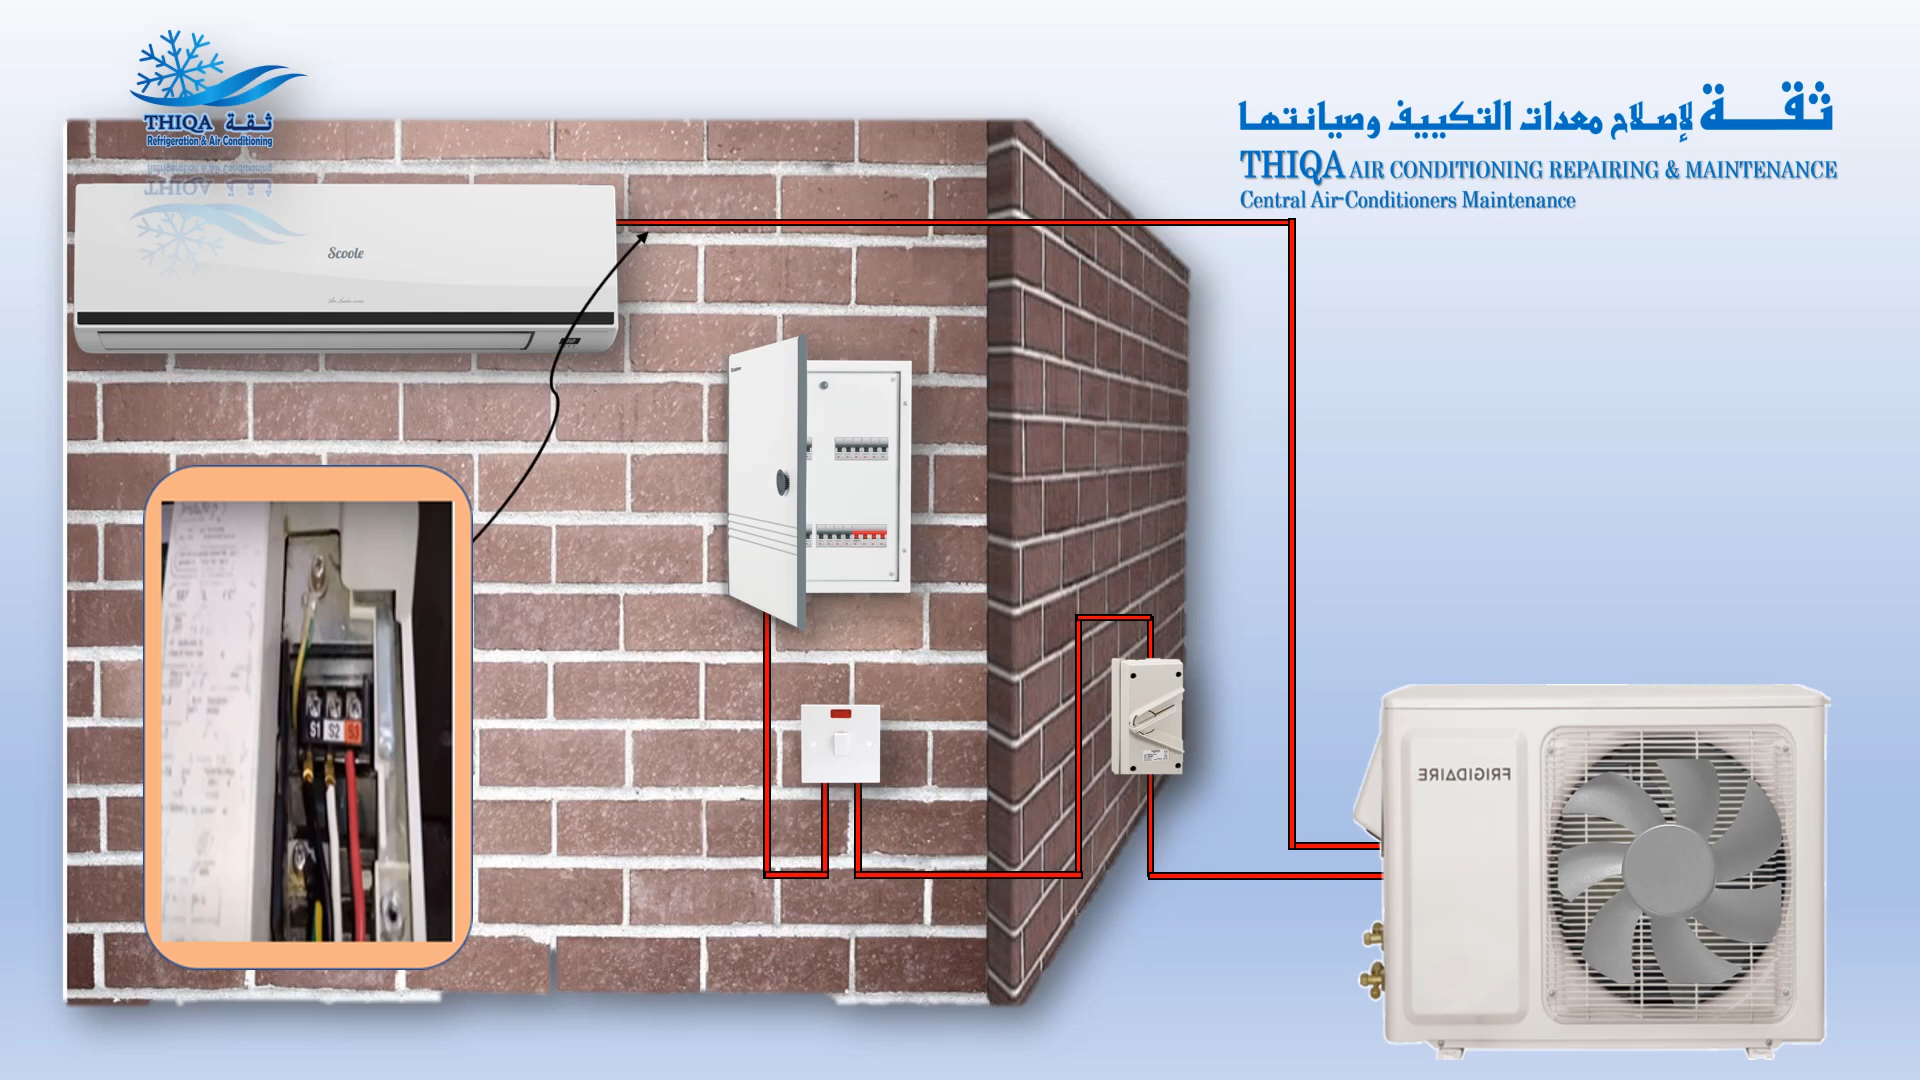 THIQA ثـقـة
Refrigeration & Air Conditioning
ثقـــة لإصلاح معدات التكييف وصيانتها
THIQA AIR CONDITIONING REPAIRING & MAINTENANCE
Central Air-Conditioners Maintenance
Scoole
S1 S2 S3
FRIGIDAIRE